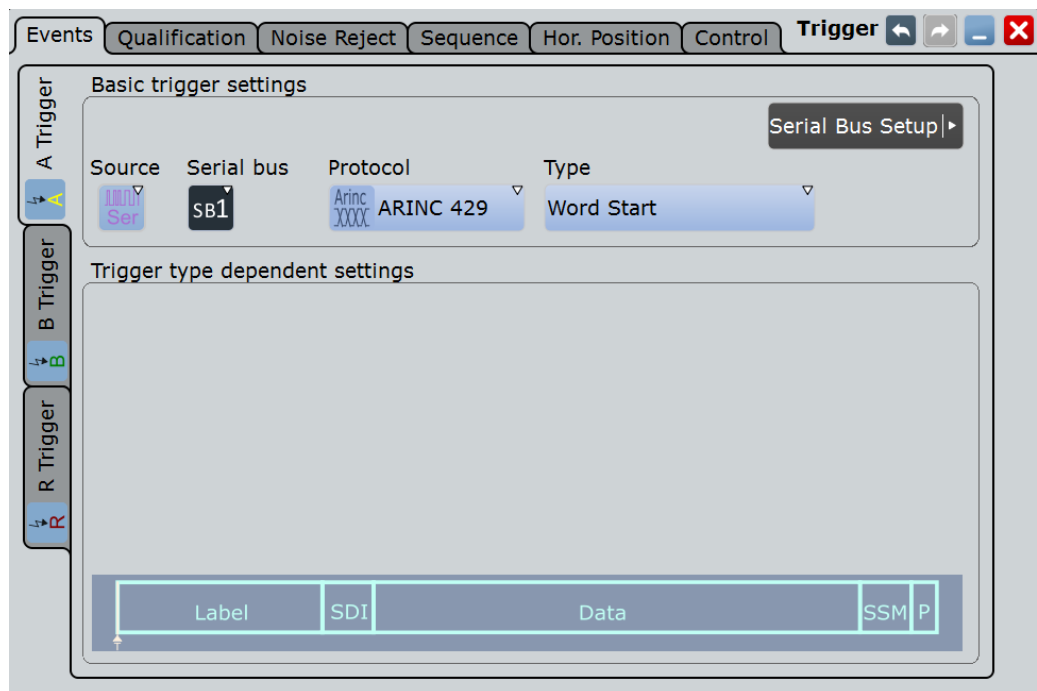 Events Qualification Noise Reject Sequence Hor. Position Control Trigger
A Trigger
A
B Trigger
B
R Trigger
R
Basic trigger settings
Serial Bus Setup
Source Serial bus Protocol Type
Ser SB1 Arinc XXXX ARINC 429 Word Start
Trigger type dependent settings
Label SDI Data SSM P